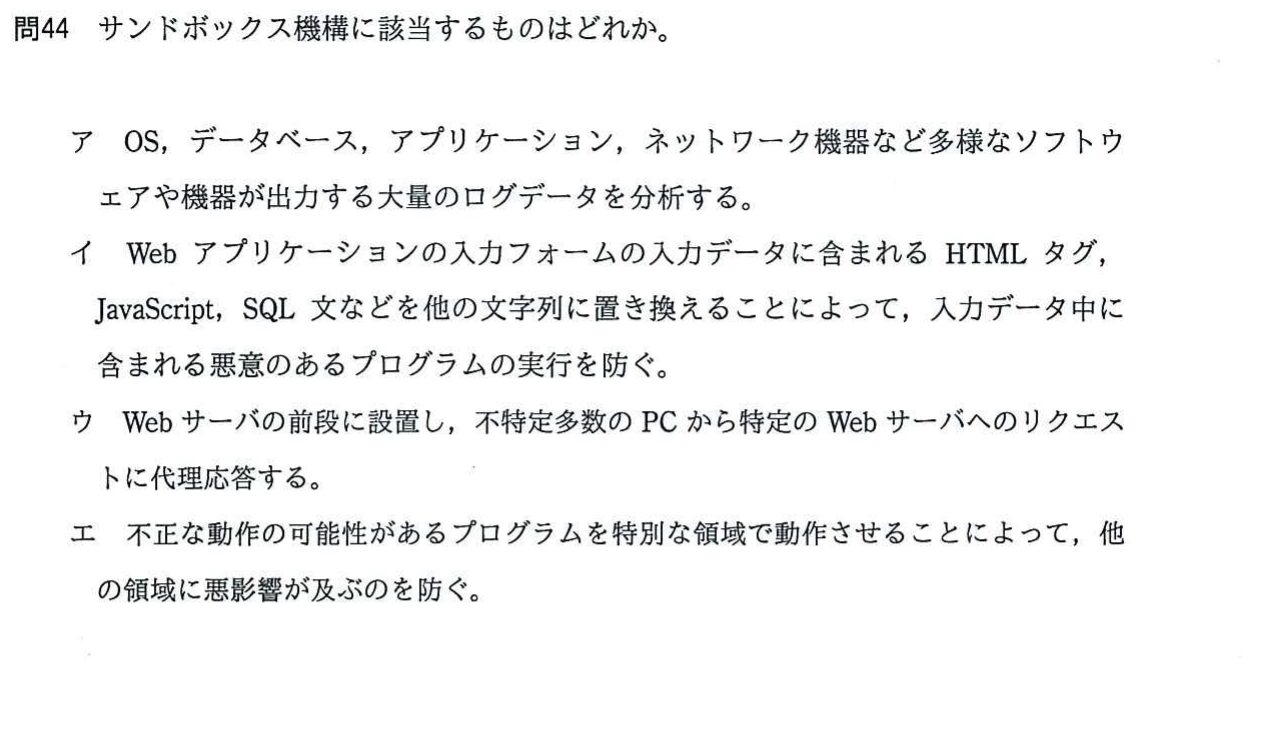 問44 サンドボックス機構に該当するものはどれか。
ア OS，データベース，アプリケーション，ネットワーク機器など多様なソフトウ
ェアや機器が出力する大量のログデータを分析する。
イ Web アプリケーションの入力フォームの入力データに含まれる HTML タグ，
JavaScript，SQL 文などを他の文字列に置き換えることによって，入力データ中に
含まれる悪意のあるプログラムの実行を防ぐ。
ウ Web サーバの前段に設置し，不特定多数の PC から特定の Web サーバへのリクエス
トに代理応答する。
エ 不正な動作の可能性があるプログラムを特別な領域で動作させることによって，他
の領域に悪影響が及ぶのを防ぐ。